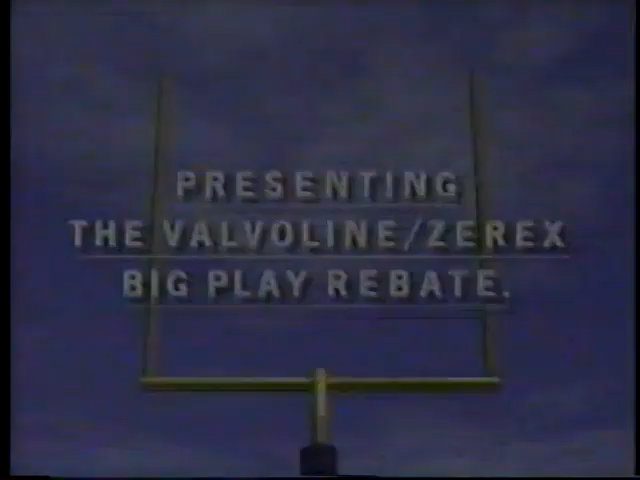 PRESENTING
THE VALVOLINE/ZEREX
BIG PLAY REBATE.